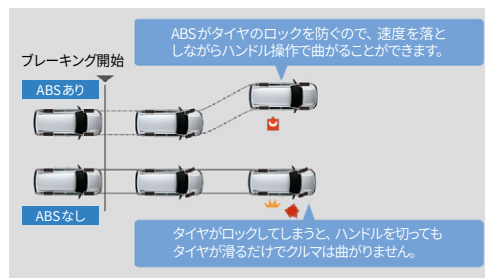 ABSがタイヤのロックを防ぐので、速度を落と
しながらハンドル操作で曲がることができます。
ブレーキング開始
ABSあり
ABSなし
タイヤがロックしてしまうと、ハンドルを切っても
タイヤが滑るだけでクルマは曲がりません。